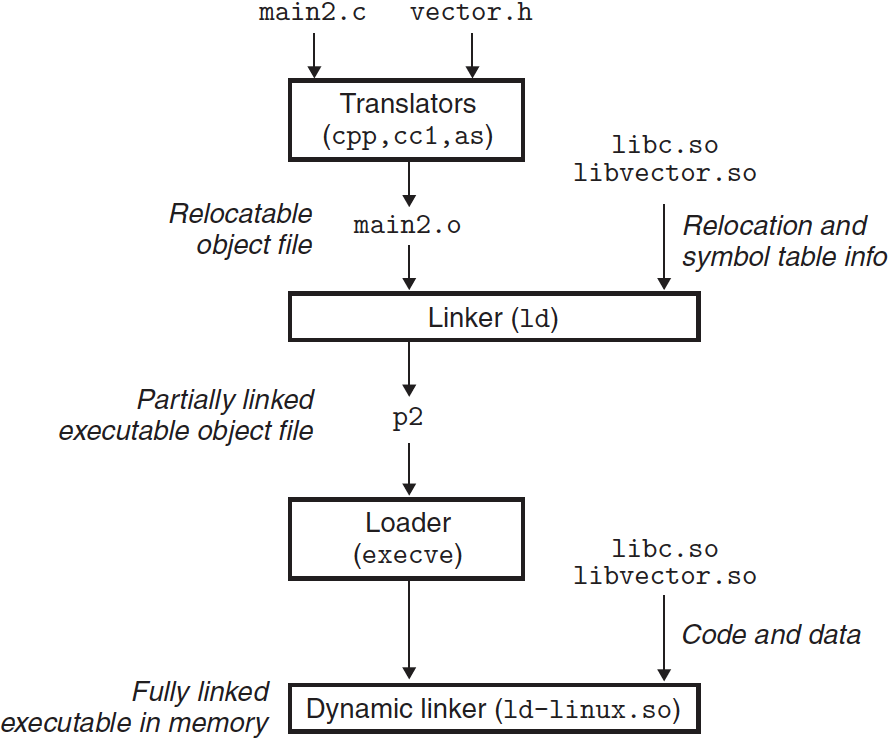 main2.c vector.h
Translators
(cpp,cc1,as)
libc.so
libvector.so
Relocatable
object file
main2.o
Relocation and
symbol table info
Linker (ld)
Partially linked
executable object file
p2
Loader
(execve)
libc.so
libvector.so
Code and data
Fully linked
executable in memory
Dynamic linker (ld-linux.so)